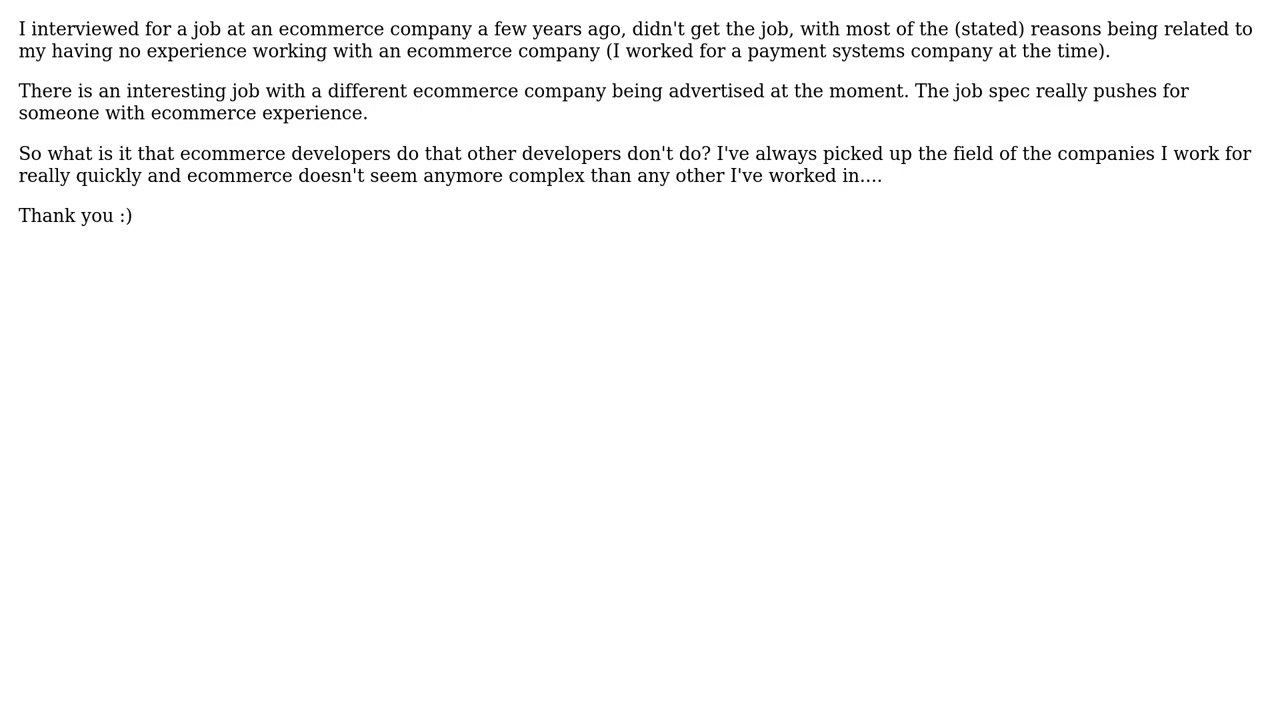 I interviewed for a job at an ecommerce company a few years ago, didn't get the job, with most of the (stated) reasons being related to
my having no experience working with an ecommerce company (I worked for a payment systems company at the time).
There is an interesting job with a different ecommerce company being advertised at the moment. The job spec really pushes for
someone with ecommerce experience.
So what is it that ecommerce developers do that other developers don't do? I've always picked up the field of the companies I work for
really quickly and ecommerce doesn't seem anymore complex than any other I've worked in....
Thank you :)